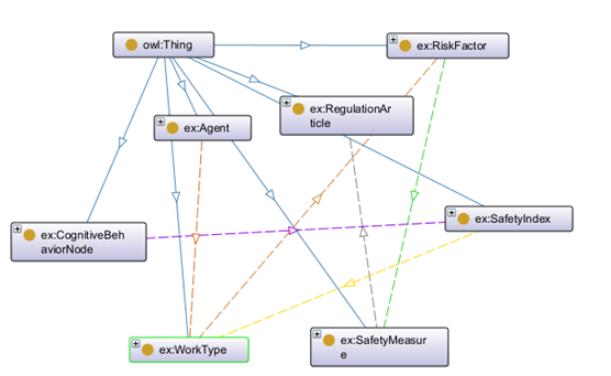 owl:Thing
ex:RiskFactor
ex:RegulationAr
ticle
ex:Agent
ex:SafetyIndex
ex:CognitiveBeh
aviorNode
ex:WorkType
ex:SafetyMeasur
e